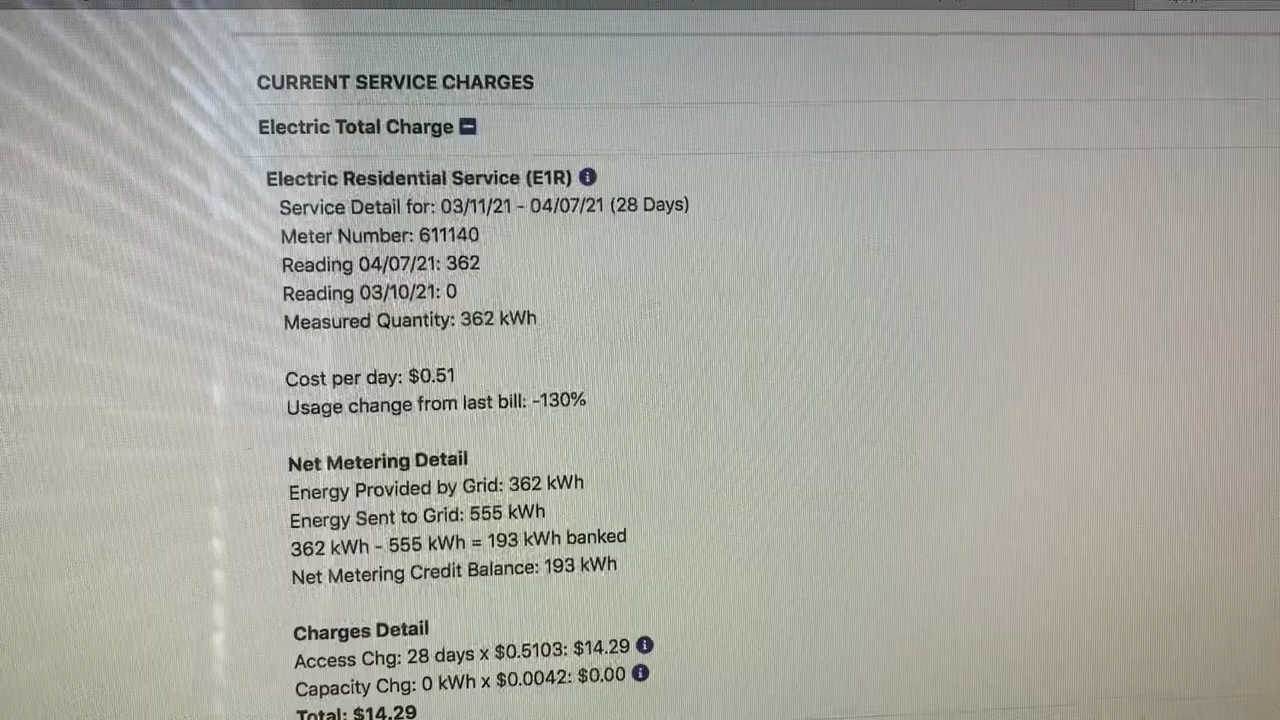 CURRENT SERVICE CHARGES
Electric Total Charge
Electric Residential Service (E1R)
Service Detail for: 03/11/21 - 04/07/21 (28 Days)
Meter Number: 611140
Reading 04/07/21: 362
Reading 03/10/21: 0
Measured Quantity: 362 kWh
Cost per day: $0.51
Usage change from last bill: -130%
Net Metering Detail
Energy Provided by Grid: 362 kWh
Energy Sent to Grid: 555 kWh
362 kWh - 555 kWh = 193 kWh banked
Net Metering Credit Balance: 193 kWh
Charges Detail
Access Chg: 28 days x $0.5103: $14.29
Capacity Chg: 0 kWh x $0.0042: $0.00
Total: $14.29